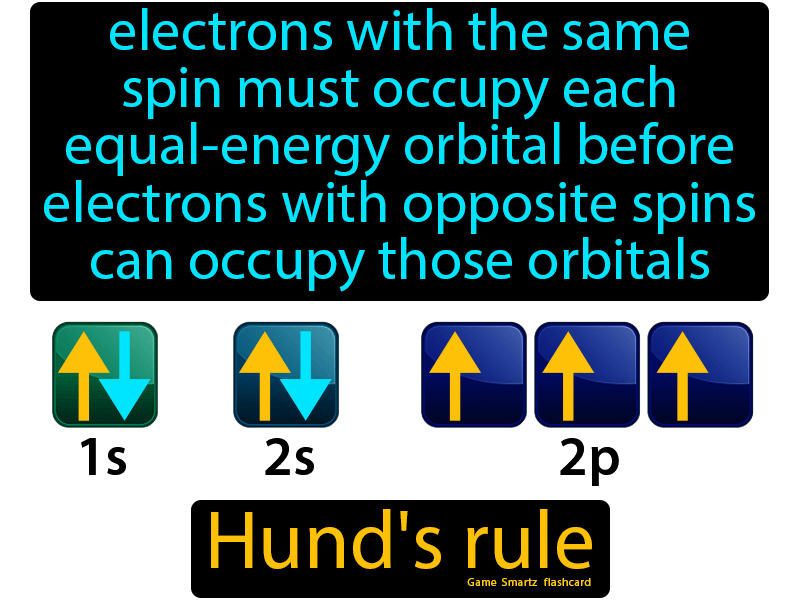 electrons with the same
spin must occupy each
equal-energy orbital before
electrons with opposite spins
can occupy those orbitals
1s 2s 2p
Hund's rule
Game Smartz flashcard